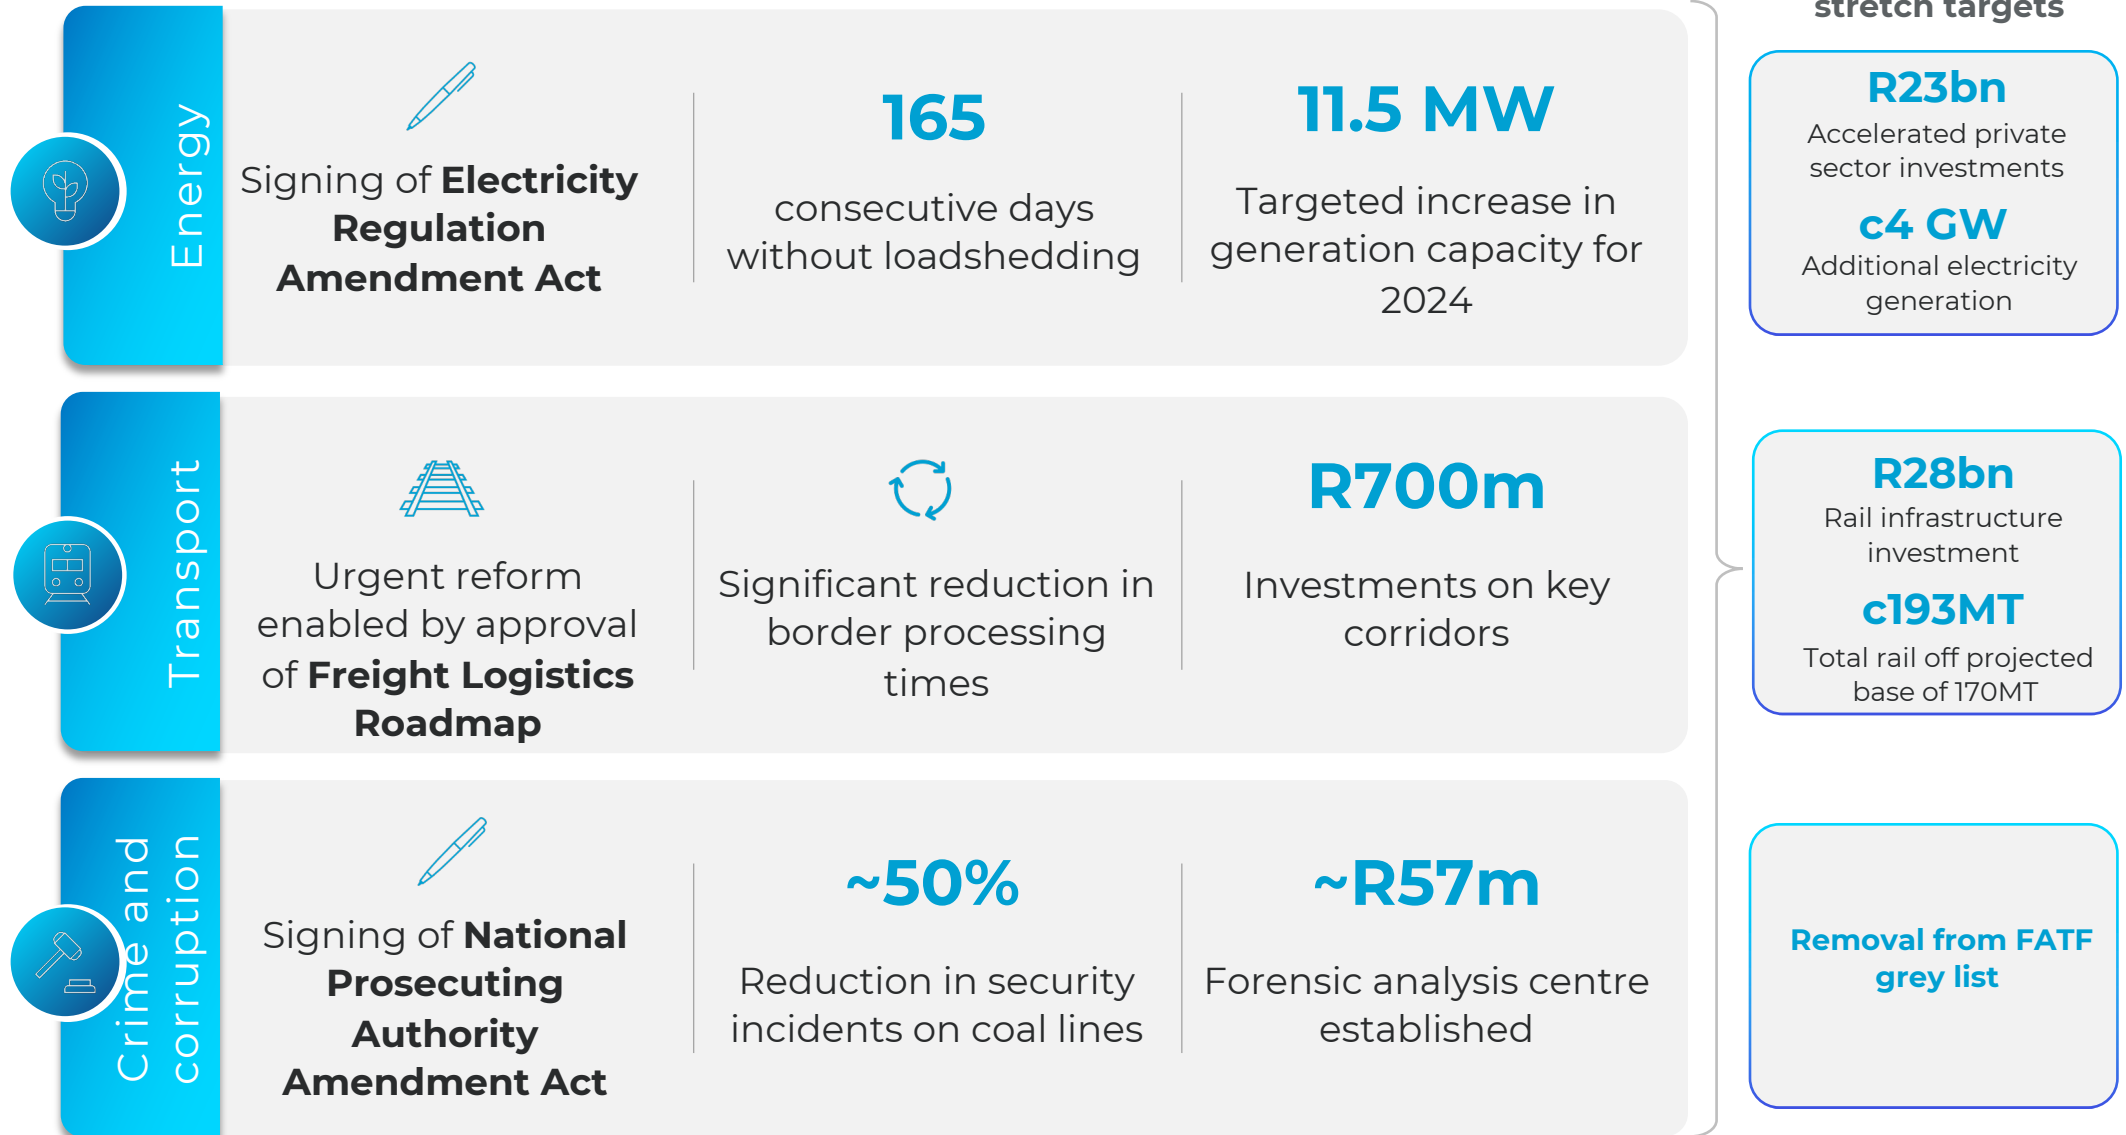 stretch targets
Energy
Signing of Electricity
Regulation
Amendment Act
165
consecutive days
without loadshedding
11.5 MW
Targeted increase in
generation capacity for
2024
R23bn
Accelerated private
sector investments
c4 GW
Additional electricity
generation
Transport
Urgent reform
enabled by approval
of Freight Logistics
Roadmap
Significant reduction in
border processing
times
R700m
Investments on key
corridors
R28bn
Rail infrastructure
investment
c193MT
Total rail off projected
base of 170MT
Crime and
corruption
Signing of National
Prosecuting
Authority
Amendment Act
~50%
Reduction in security
incidents on coal lines
~R57m
Forensic analysis centre
established
Removal from FATF
grey list